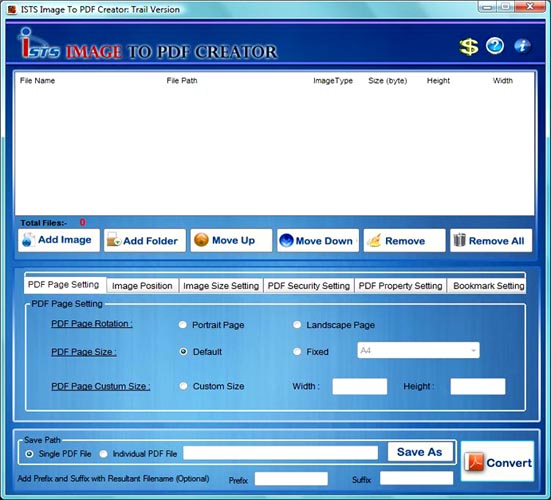 ISTS Image To PDF Creator: Trail Version
ISTS IMAGE TO PDF CREATOR $ ? i
File Name File Path ImageType Size (byte) Height Width
Total Files:- 0
Add Image Add Folder Move Up Move Down Remove Remove All
PDF Page Setting Image Position Image Size Setting PDF Security Setting PDF Property Setting Bookmark Setting
PDF Page Setting
PDF Page Rotation : Portrait Page Landscape Page
PDF Page Size : Default Fixed A4
PDF Page Custum Size : Custom Size Width : Height :
Save Path
Single PDF File Individual PDF File Save As
Convert
Add Prefix and Suffix with Resultant Filename (Optional) Prefix Suffix